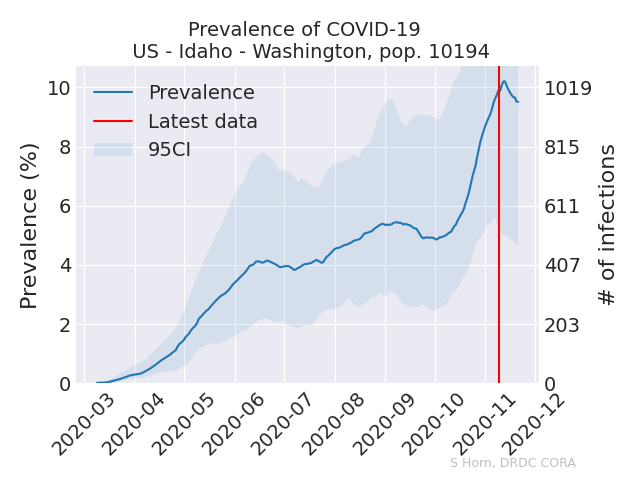 Prevalence of COVID-19
US - Idaho - Washington, pop. 10194
Prevalence
Latest data
95CI
Prevalence (%)
10
8
6
4
2
0
1019
815
611
407
203
0
# of infections
2020-03
2020-04
2020-05
2020-06
2020-07
2020-08
2020-09
2020-10
2020-11
2020-12
S Horn, DRDC CORA